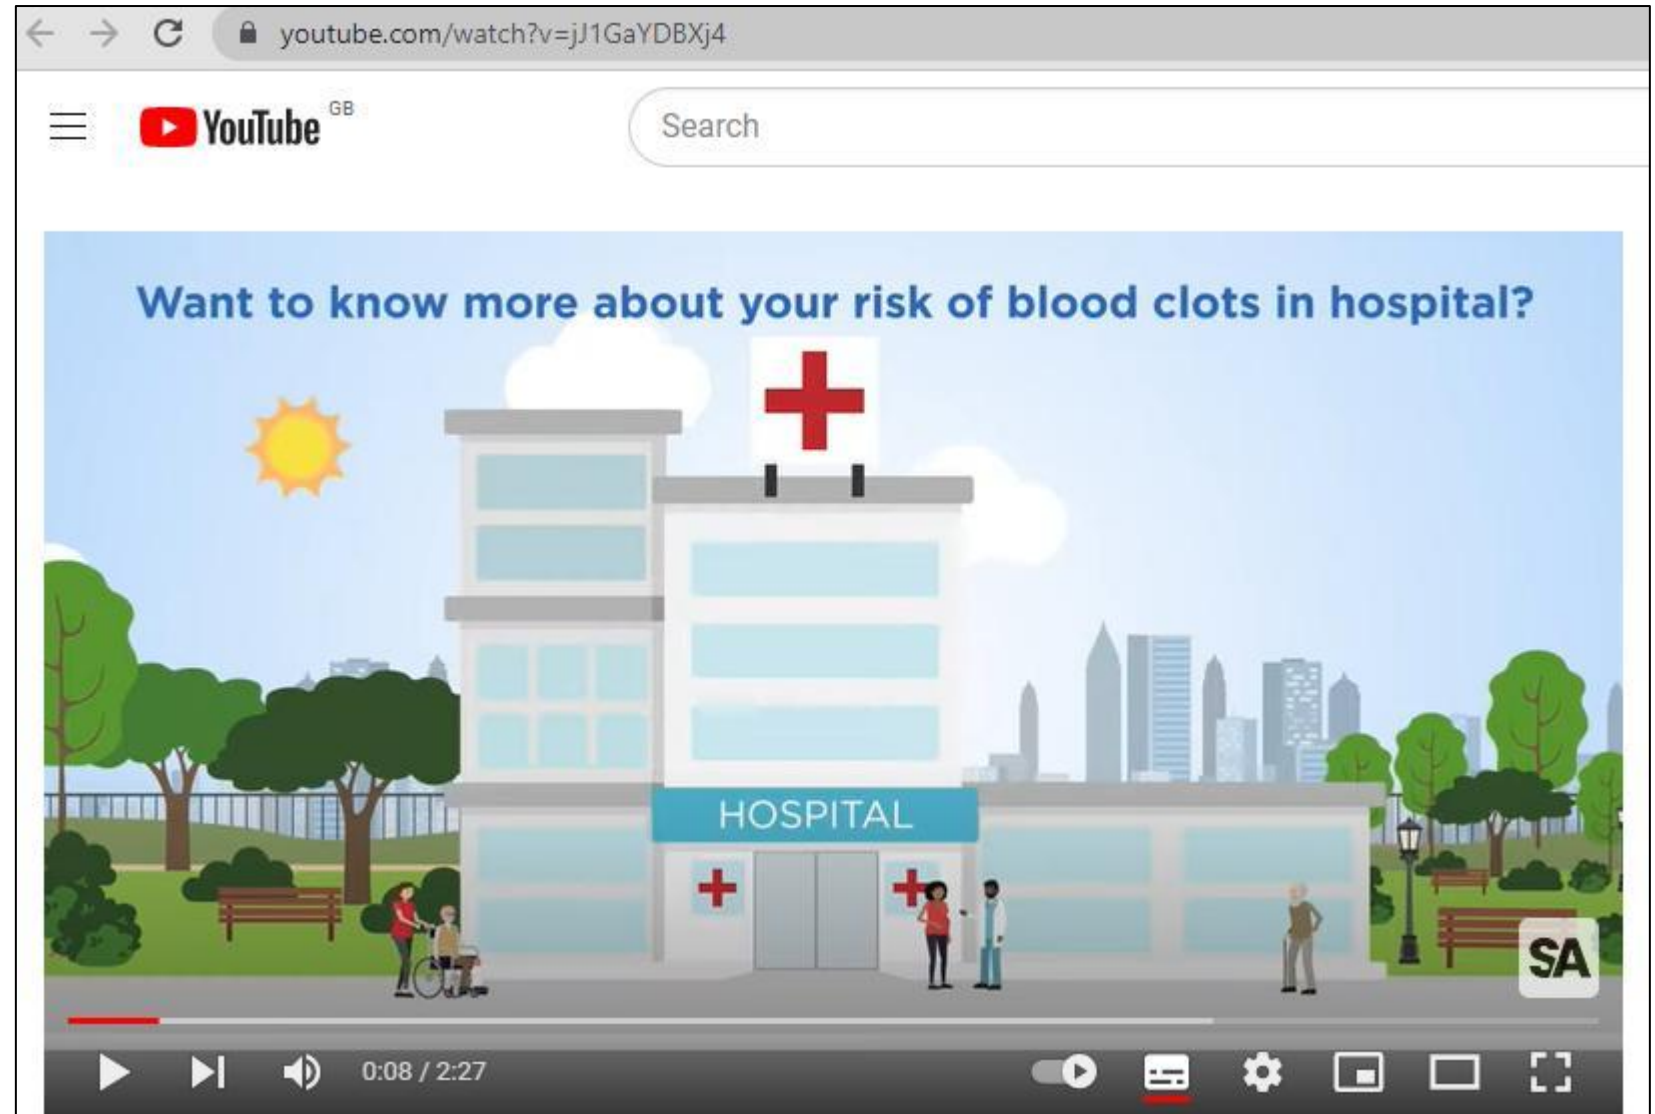 youtube.com/watch?v=jJ1GaYDBXj4
YouTube GB
Search
Want to know more about your risk of blood clots in hospital?
HOSPITAL
SA
0:08 / 2:27